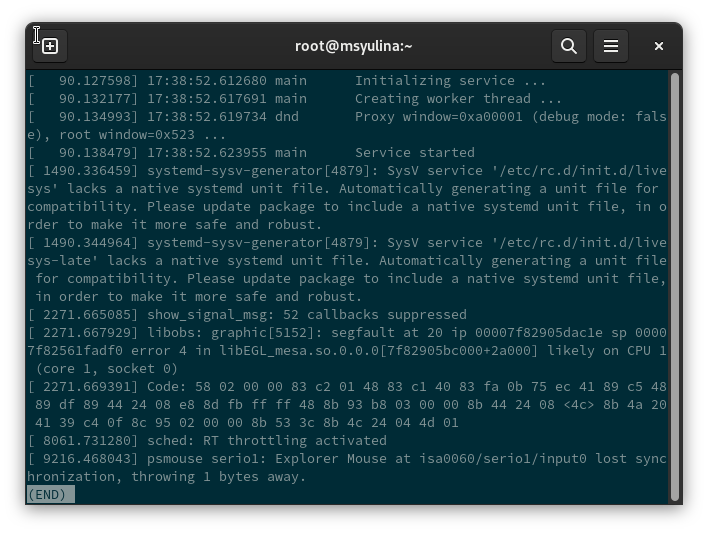 root@msyulina:~
[   90.127598] 17:38:52.612680 main     Initializing service ...
[   90.132177] 17:38:52.617691 main     Creating worker thread ...
[   90.134993] 17:38:52.619734 dnd      Proxy window=0xa00001 (debug mode: fals
e), root window=0x523 ...
[   90.138479] 17:38:52.623955 main     Service started
[ 1490.336459] systemd-sysv-generator[4879]: SysV service '/etc/rc.d/init.d/live
sys' lacks a native systemd unit file. Automatically generating a unit file for
compatibility. Please update package to include a native systemd unit file, in o
rder to make it more safe and robust.
[ 1490.344964] systemd-sysv-generator[4879]: SysV service '/etc/rc.d/init.d/live
sys-late' lacks a native systemd unit file. Automatically generating a unit file
 for compatibility. Please update package to include a native systemd unit file,
 in order to make it more safe and robust.
[ 2271.665085] show_signal_msg: 52 callbacks suppressed
[ 2271.667929] libobs: graphic[5152]: segfault at 20 ip 00007f82905dac1e sp 0000
7f82561fadf0 error 4 in libEGL_mesa.so.0.0.0[7f82905bc000+2a000] likely on CPU 1
 (core 1, socket 0)
[ 2271.669391] Code: 58 02 00 00 83 c2 01 48 83 c1 40 83 fa 0b 75 ec 41 89 c5 48
 89 df 89 44 24 08 e8 8d fb ff ff 48 8b 93 b8 03 00 00 8b 44 24 08 <4c> 8b 4a 20
 41 39 c4 0f 8c 95 02 00 00 8b 53 3c 8b 4c 24 04 4d 01
[ 8061.731280] sched: RT throttling activated
[ 9216.468043] psmouse serio1: Explorer Mouse at isa0060/serio1/input0 lost sync
hronization, throwing 1 bytes away.
(END)